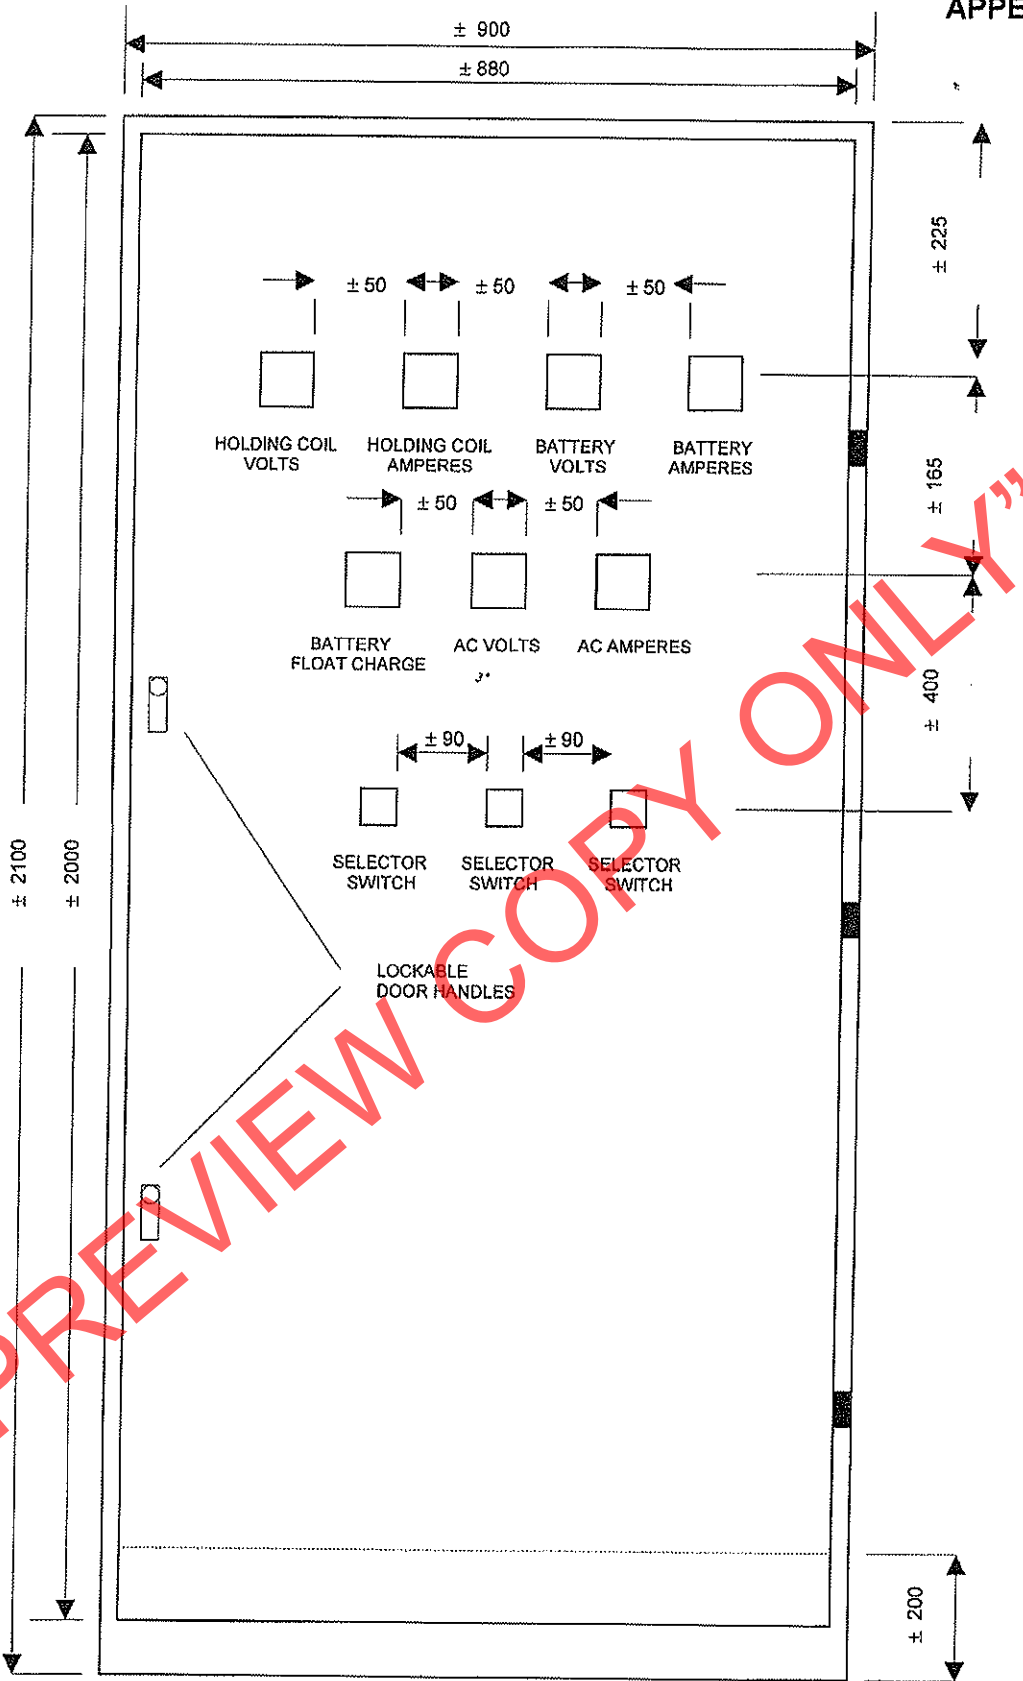 APPE
± 900
± 880
± 225
± 50 ± 50 ± 50
HOLDING COIL
VOLTS
HOLDING COIL
AMPERES
BATTERY
VOLTS
BATTERY
AMPERES
± 165
± 50 ± 50
BATTERY
FLOAT CHARGE
AC VOLTS
AC AMPERES
± 400
± 90 ± 90
SELECTOR
SWITCH
SELECTOR
SWITCH
SELECTOR
SWITCH
± 2100
± 2000
LOCKABLE
DOOR HANDLES
± 200
PREVIEW COPY ONLY”